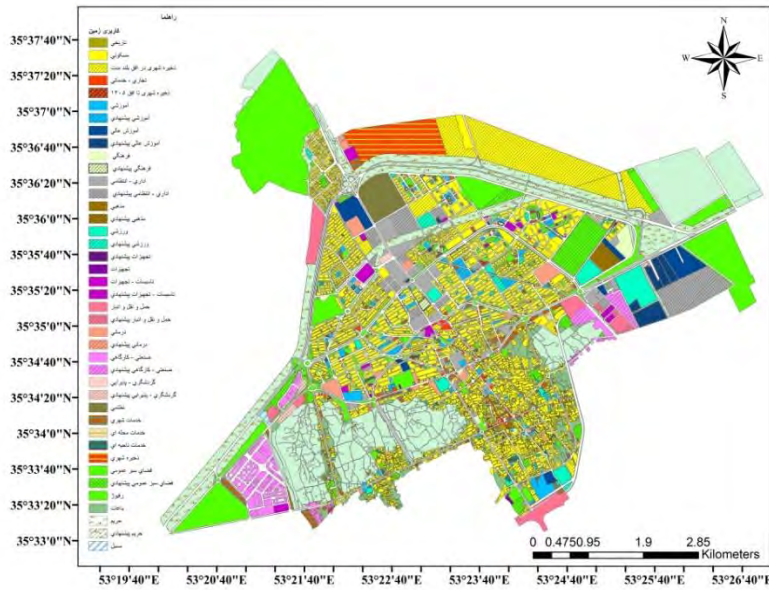 راهنما
کاربری زمین
تاریخی
مسکونی
ذخیره شهری در افق بلند مدت
تجاری - خدماتی
ذخیره شهری تا افق ۱۴۰۵
آموزشی
آموزشی پیشنهادی
آموزش عالی
آموزش عالی پیشنهادی
فرهنگی
فرهنگی پیشنهادی
اداری - انتظامی
اداری - انتظامی پیشنهادی
مذهبی
مذهبی پیشنهادی
ورزشی
ورزشی پیشنهادی
تجهیزات پیشنهادی
تجهیزات
تاسیسات - تجهیزات
تاسیسات - تجهیزات پیشنهادی
حمل و نقل و انبار
حمل و نقل و انبار پیشنهادی
درمانی
درمانی پیشنهادی
صنعتی - کارگاهی
صنعتی - کارگاهی پیشنهادی
گردشگری - پذیرایی
گردشگری - پذیرایی پیشنهادی
نظامی
خدمات شهری
خدمات محله ای
خدمات ناحیه ای
ذخیره شهری
فضای سبز عمومی
فضای سبز عمومی پیشنهادی
رفیوژ
باغات
حریم
حریم پیشنهادی
مسیل
N
W E
S
35°37'40"N
35°37'20"N
35°37'0"N
35°36'40"N
35°36'20"N
35°36'0"N
35°35'40"N
35°35'20"N
35°35'0"N
35°34'40"N
35°34'20"N
35°34'0"N
35°33'40"N
35°33'20"N
35°33'0"N
0 0.4750.95 1.9 2.85
Kilometers
53°19'40"E 53°20'40"E 53°21'40"E 53°22'40"E 53°23'40"E 53°24'40"E 53°25'40"E 53°26'40"E